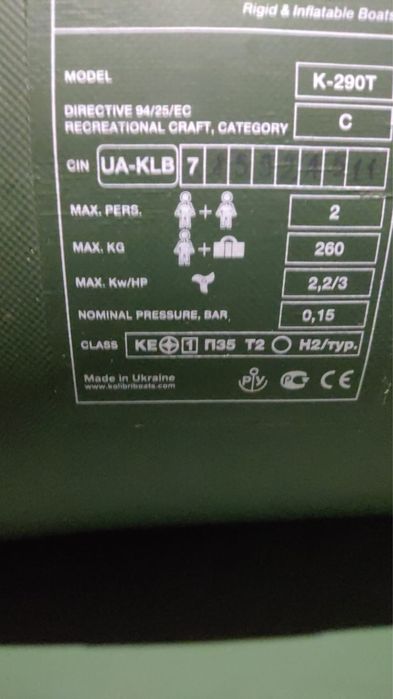 Rigid & Inflatable Boats
MODEL K-290T
DIRECTIVE 94/25/EC
RECREATIONAL CRAFT, CATEGORY C
CIN UA-KLB 7
MAX. PERS. + 2
MAX. KG + 260
MAX. Kw/HP 2,2/3
NOMINAL PRESSURE, BAR 0,15
CLASS КЕ 1 П35 Т2 Н2/тур.
Made in Ukraine
www.kolibriboats.com
РУ РСТ CE